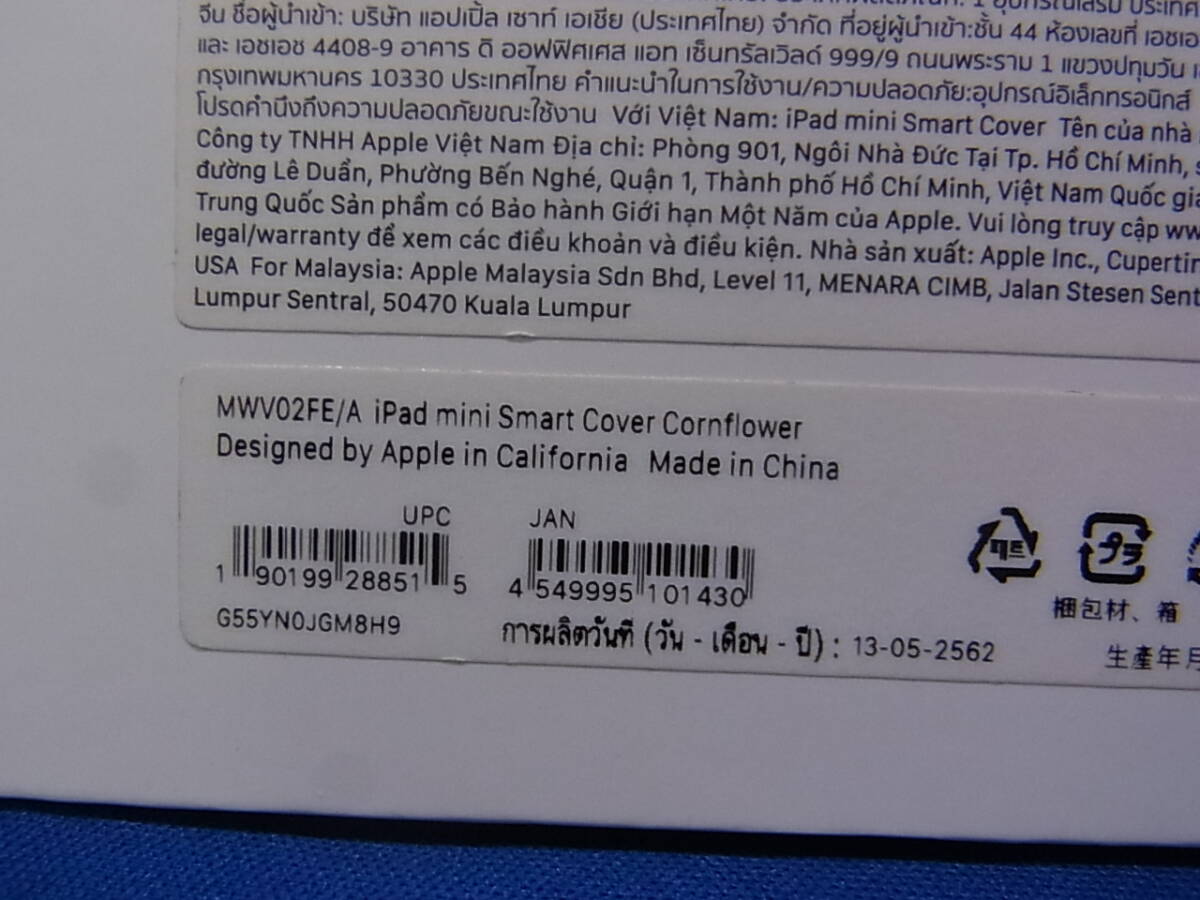 1 อุปกรณ์เสริม
จีน ชื่อผู้นำเข้า: บริษัท แอปเปิ้ล เซาท์ เอเชีย (ประเทศไทย) จำกัด ที่อยู่ผู้นำเข้า:ชั้น 44 ห้องเลขที่
และ เอชเอช 4408-9 อาคาร ดิ ออฟฟิศเศส แอท เซ็นทรัลเวิลด์ 999/9 ถนนพระราม 1 แขวงปทุมวัน
กรุงเทพมหานคร 10330 ประเทศไทย คำแนะนำในการใช้งาน/ความปลอดภัย:อุปกรณ์อิเล็กทรอนิกส์
โปรดคำนึงถึงความปลอดภัยขณะใช้งาน Với Việt Nam: iPad mini Smart Cover Tên của nhà
Công ty TNHH Apple Việt Nam Địa chỉ: Phòng 901, Ngôi Nhà Đức Tại Tp. Hồ Chí Minh,
đường Lê Duẩn, Phường Bến Nghé, Quận 1, Thành phố Hồ Chí Minh, Việt Nam Quốc gia
Trung Quốc Sản phẩm có Bảo hành Giới hạn Một Năm của Apple. Vui lòng truy cập
legal/warranty để xem các điều khoản và điều kiện. Nhà sản xuất: Apple Inc.,
USA For Malaysia: Apple Malaysia Sdn Bhd, Level 11, MENARA CIMB, Jalan Stesen
Lumpur Sentral, 50470 Kuala Lumpur
MWV02FE/A iPad mini Smart Cover Cornflower
Designed by Apple in California Made in China
UPC JAN
1 90199 28851 5 4 549995 101430
G55YN0JGM8H9 การผลิตวันที่ (วัน - เดือน - ปี) : 13-05-2562
プラ
梱包材、箱
生産年月